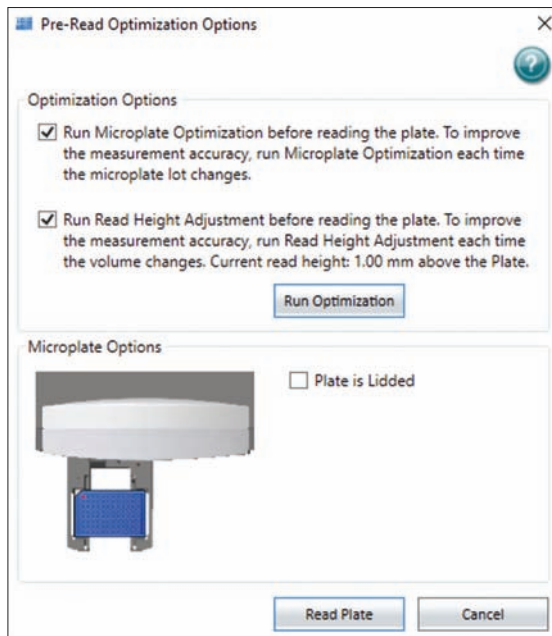 Pre-Read Optimization Options
?
Optimization Options
Run Microplate Optimization before reading the plate. To improve
the measurement accuracy, run Microplate Optimization each time
the microplate lot changes.
Run Read Height Adjustment before reading the plate. To improve
the measurement accuracy, run Read Height Adjustment each time
the volume changes. Current read height: 1.00 mm above the Plate.
Run Optimization
Microplate Options
Plate is Lidded
Read Plate
Cancel